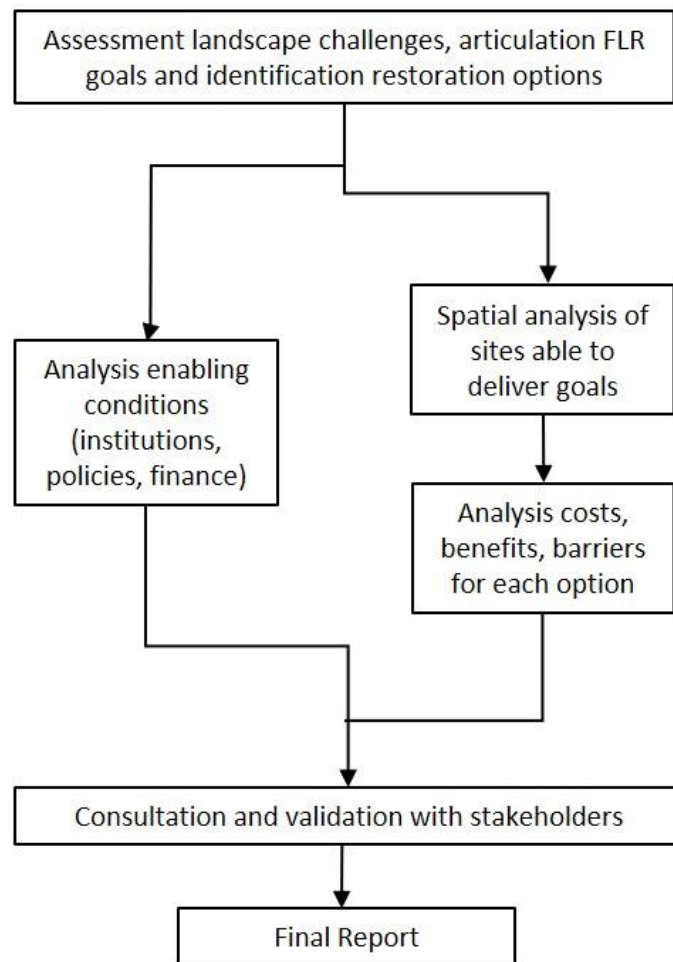 Assessment landscape challenges, articulation FLR
goals and identification restoration options
Analysis enabling
conditions
(institutions,
policies, finance)
Spatial analysis of
sites able to
deliver goals
Analysis costs,
benefits, barriers
for each option
Consultation and validation with stakeholders
Final Report